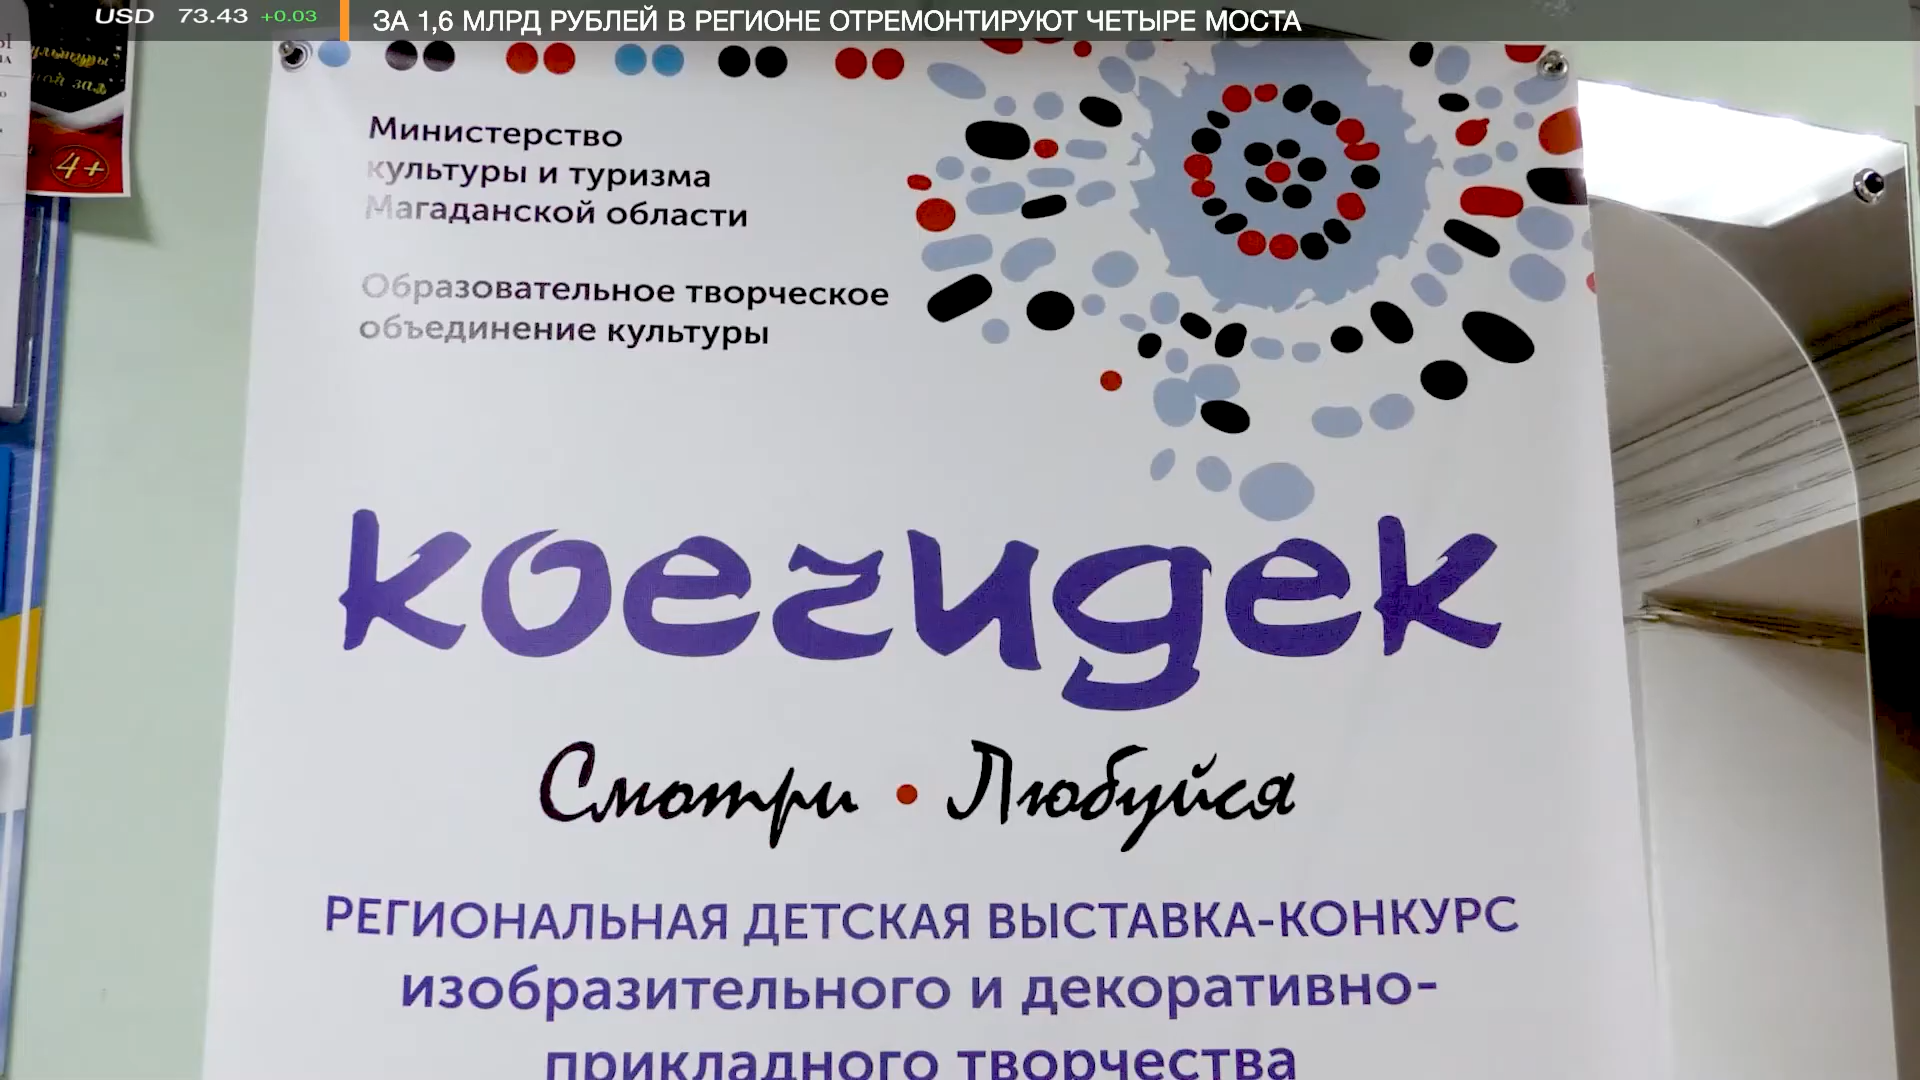 USD 73.43 +0.03
ЗА 1,6 МЛРД РУБЛЕЙ В РЕГИОНЕ ОТРЕМОНТИРУЮТ ЧЕТЫРЕ МОСТА
4+
Министерство
культуры и туризма
Магаданской области
Образовательное творческое
объединение культуры
коегидек
Смотри • Любуйся
РЕГИОНАЛЬНАЯ ДЕТСКАЯ ВЫСТАВКА-КОНКУРС
изобразительного и декоративно-
прикладного творчества